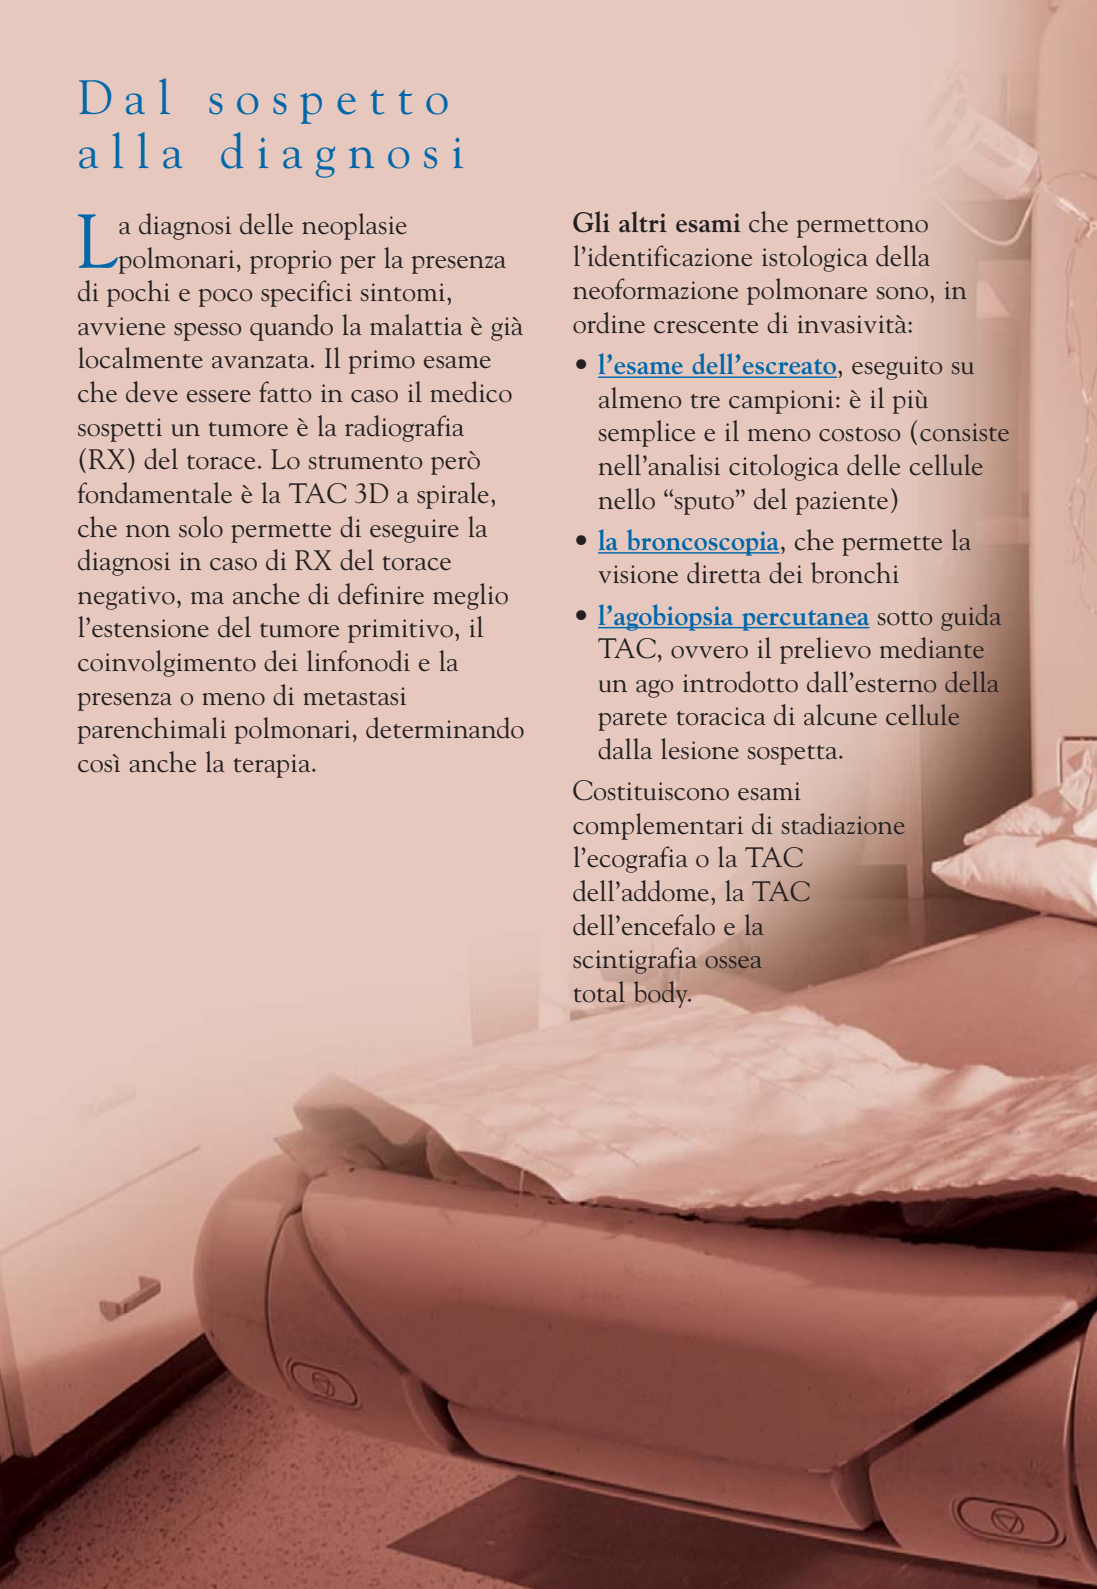 Dal sospetto
alla diagnosi
La diagnosi delle neoplasie
polmonari, proprio per la presenza
di pochi e poco specifici sintomi,
avviene spesso quando la malattia è già
localmente avanzata. Il primo esame
che deve essere fatto in caso il medico
sospetti un tumore è la radiografia
(RX) del torace. Lo strumento però
fondamentale è la TAC 3D a spirale,
che non solo permette di eseguire la
diagnosi in caso di RX del torace
negativo, ma anche di definire meglio
l’estensione del tumore primitivo, il
coinvolgimento dei linfonodi e la
presenza o meno di metastasi
parenchimali polmonari, determinando
così anche la terapia.
Gli altri esami che permettono
l’identificazione istologica della
neoformazione polmonare sono, in
ordine crescente di invasività:
• l’esame dell’escreato, eseguito su
almeno tre campioni: è il più
semplice e il meno costoso (consiste
nell’analisi citologica delle cellule
nello “sputo” del paziente)
• la broncoscopia, che permette la
visione diretta dei bronchi
• l’agobiopsia percutanea sotto guida
TAC, ovvero il prelievo mediante
un ago introdotto dall’esterno della
parete toracica di alcune cellule
dalla lesione sospetta.
Costituiscono esami
complementari di stadiazione
l’ecografia o la TAC
dell’addome, la TAC
dell’encefalo e la
scintigrafia ossea
total body.